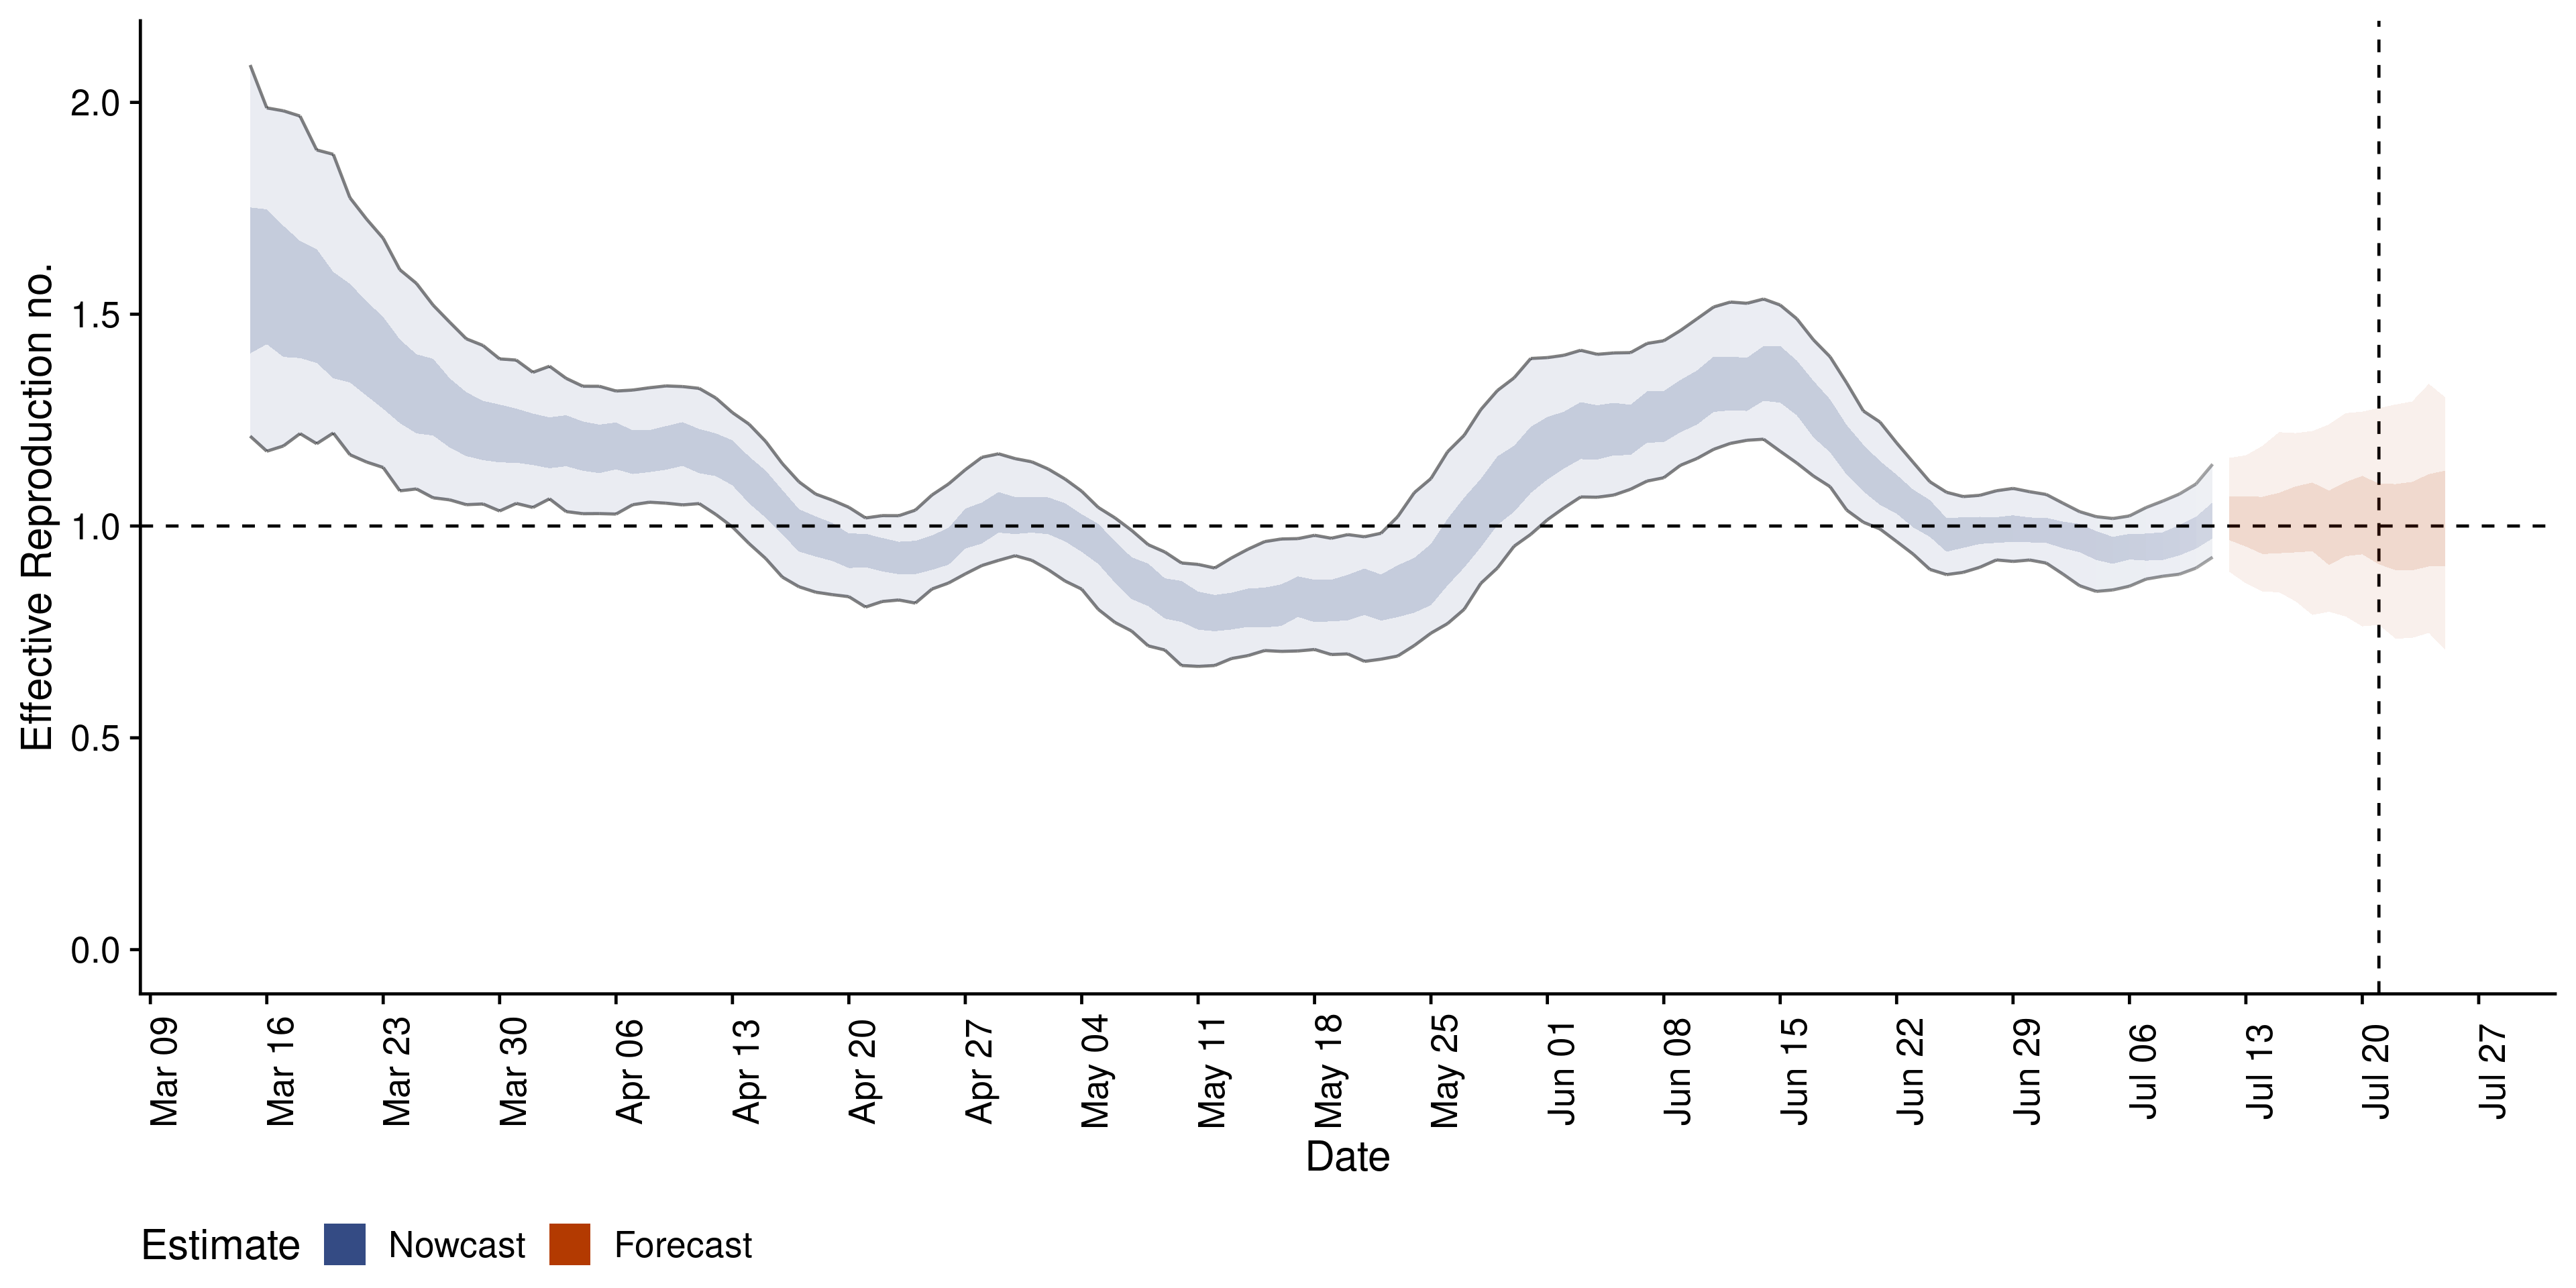 Effective Reproduction no.
2.0
1.5
1.0
0.5
0.0
Mar 09
Mar 16
Mar 23
Mar 30
Apr 06
Apr 13
Apr 20
Apr 27
May 04
May 11
May 18
May 25
Jun 01
Jun 08
Jun 15
Jun 22
Jun 29
Jul 06
Jul 13
Jul 20
Jul 27
Date
Estimate Nowcast Forecast